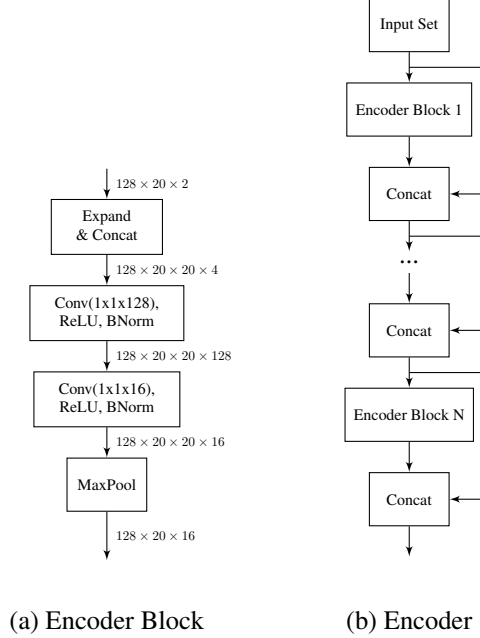 128 × 20 × 2
Expand
& Concat
128 × 20 × 20 × 4
Conv(1x1x128),
ReLU, BNorm
128 × 20 × 20 × 128
Conv(1x1x16),
ReLU, BNorm
128 × 20 × 20 × 16
MaxPool
128 × 20 × 16
(a) Encoder Block
Input Set
Encoder Block 1
Concat
...
Concat
Encoder Block N
Concat
(b) Encoder